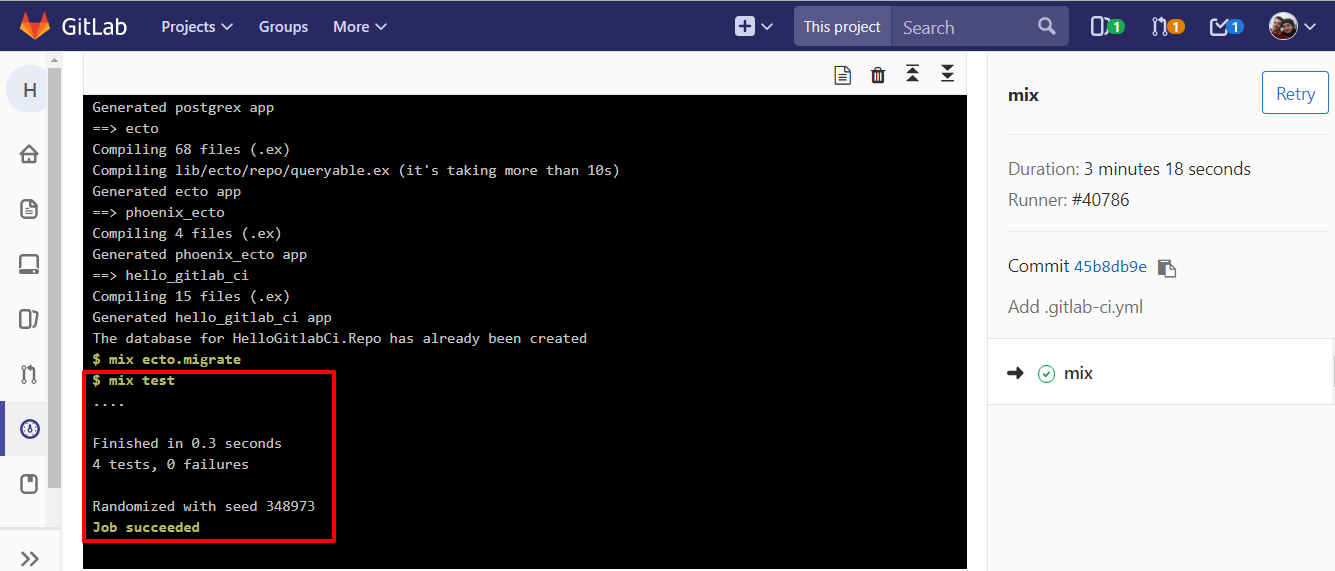 GitLab Projects Groups More This project Search 1 1 1
H
Generated postgrex app
==> ecto
Compiling 68 files (.ex)
Compiling lib/ecto/repo/queryable.ex (it's taking more than 10s)
Generated ecto app
==> phoenix_ecto
Compiling 4 files (.ex)
Generated phoenix_ecto app
==> hello_gitlab_ci
Compiling 15 files (.ex)
Generated hello_gitlab_ci app
The database for HelloGitlabCi.Repo has already been created
$ mix ecto.migrate
$ mix test
....
Finished in 0.3 seconds
4 tests, 0 failures
Randomized with seed 348973
Job succeeded
mix Retry
Duration: 3 minutes 18 seconds
Runner: #40786
Commit 45b8db9e
Add .gitlab-ci.yml
mix